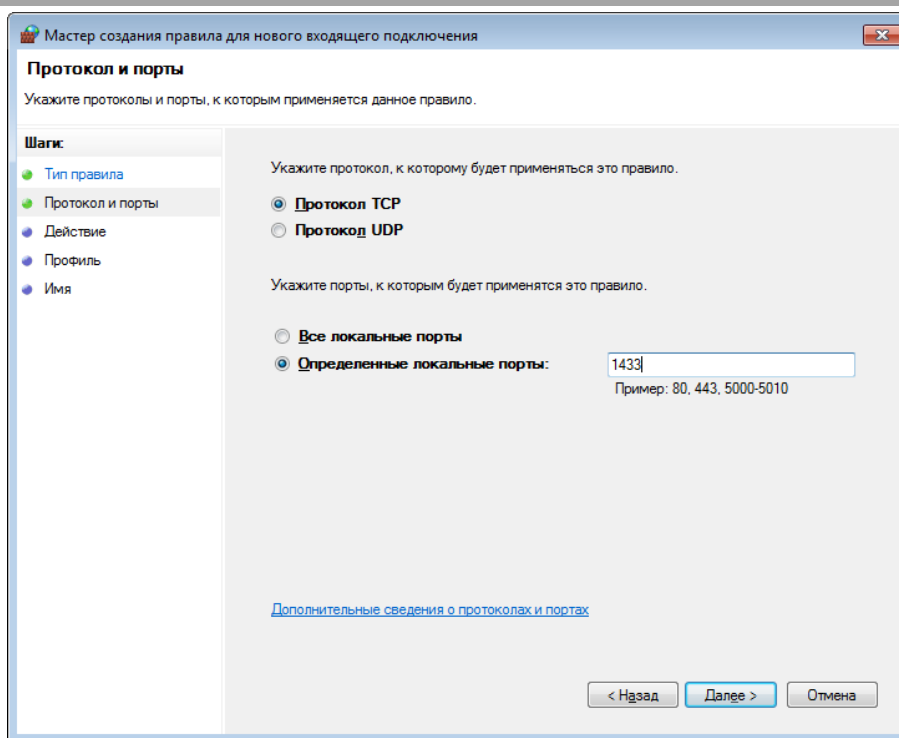 Мастер создания правила для нового входящего подключения
Протокол и порты
Укажите протоколы и порты, к которым применяется данное правило.
Шаги:
Тип правила
Протокол и порты
Действие
Профиль
Имя
Укажите протокол, к которому будет применяться это правило.
Протокол TCP
Протокол UDP
Укажите порты, к которым будет применятся это правило.
Все локальные порты
Определенные локальные порты: 1433
Пример: 80, 443, 5000-5010
Дополнительные сведения о протоколах и портах
< Назад Далее > Отмена